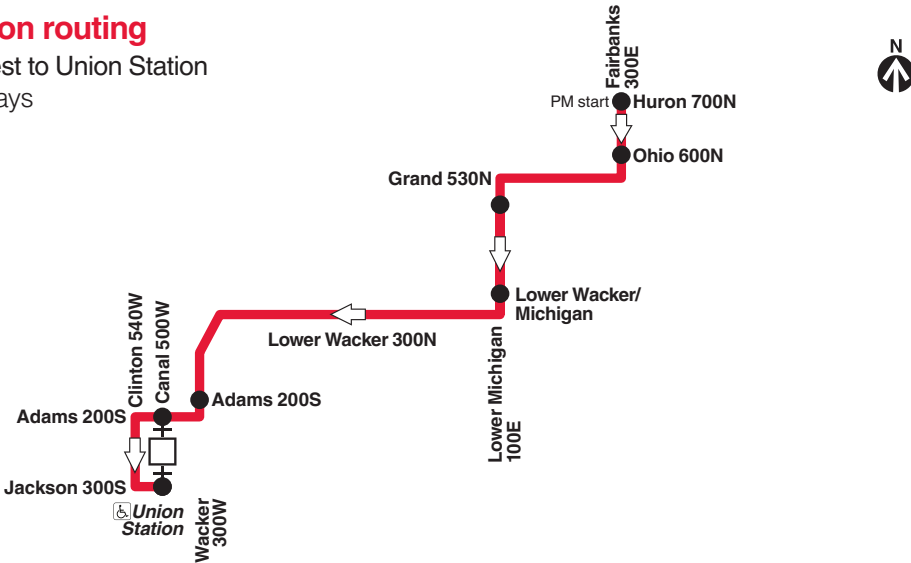 on routing
est to Union Station
ays
N
Fairbanks
300E
PM start
Huron 700N
Ohio 600N
Grand 530N
Lower Wacker/
Michigan
Lower Wacker 300N
Lower Michigan
100E
Clinton 540W
Canal 500W
Adams 200S
Adams 200S
Jackson 300S
Union
Station
Wacker
300W